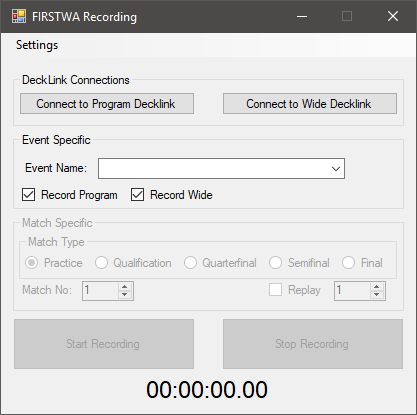 FIRSTWA Recording
Settings
DeckLink Connections
Connect to Program Decklink Connect to Wide Decklink
Event Specific
Event Name:
Record Program Record Wide
Match Specific
Match Type
Practice Qualification Quarterfinal Semifinal Final
Match No: 1 Replay 1
Start Recording Stop Recording
00:00:00.00